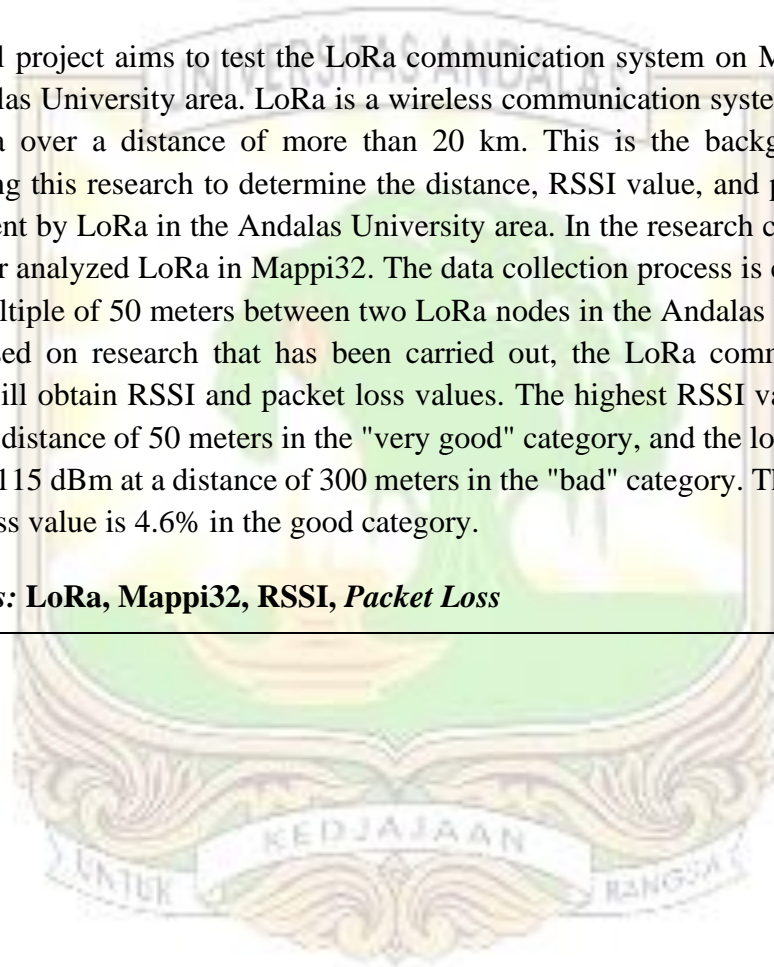 UNIVERSITAS ANDALAS
l project aims to test the LoRa communication system on M
las University area. LoRa is a wireless communication syste
a over a distance of more than 20 km. This is the backg
ng this research to determine the distance, RSSI value, and p
ent by LoRa in the Andalas University area. In the research c
r analyzed LoRa in Mappi32. The data collection process is c
ultiple of 50 meters between two LoRa nodes in the Andalas
sed on research that has been carried out, the LoRa comm
ill obtain RSSI and packet loss values. The highest RSSI va
distance of 50 meters in the "very good" category, and the lo
115 dBm at a distance of 300 meters in the "bad" category. Th
ss value is 4.6% in the good category.
s: LoRa, Mappi32, RSSI, Packet Loss
KEDJAJAAN
UNTUK BANGSA